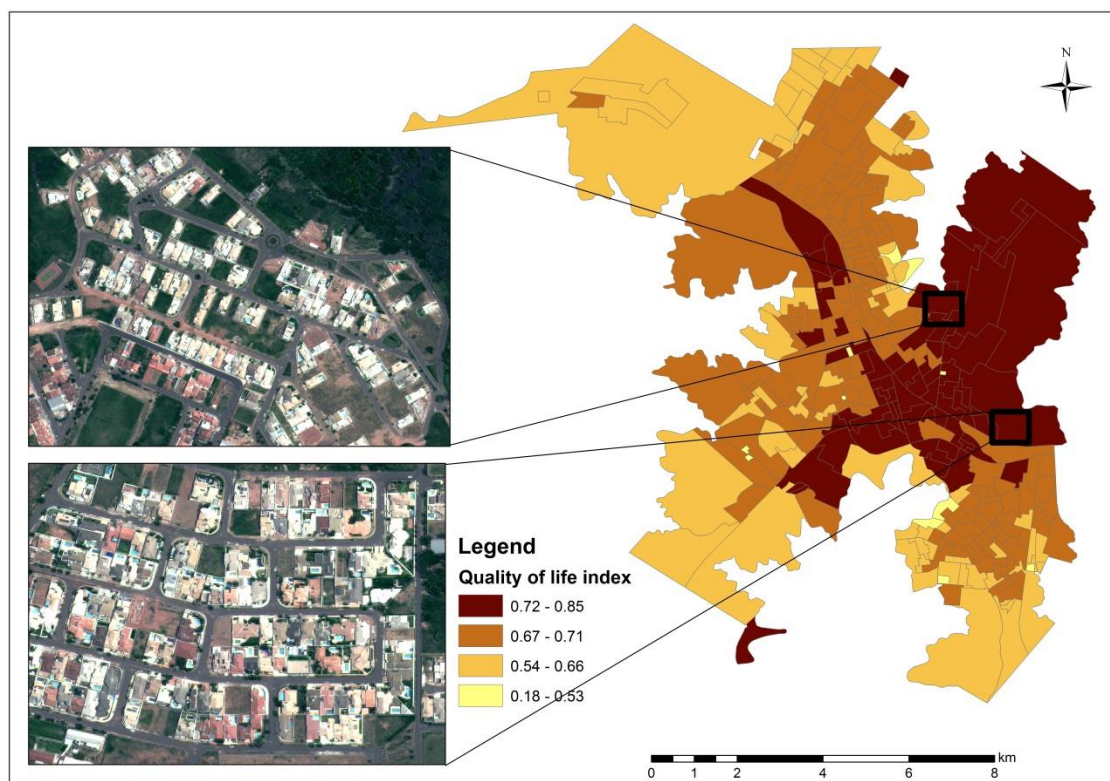 N
Legend
Quality of life index
0.72 - 0.85
0.67 - 0.71
0.54 - 0.66
0.18 - 0.53
km
0 1 2 4 6 8